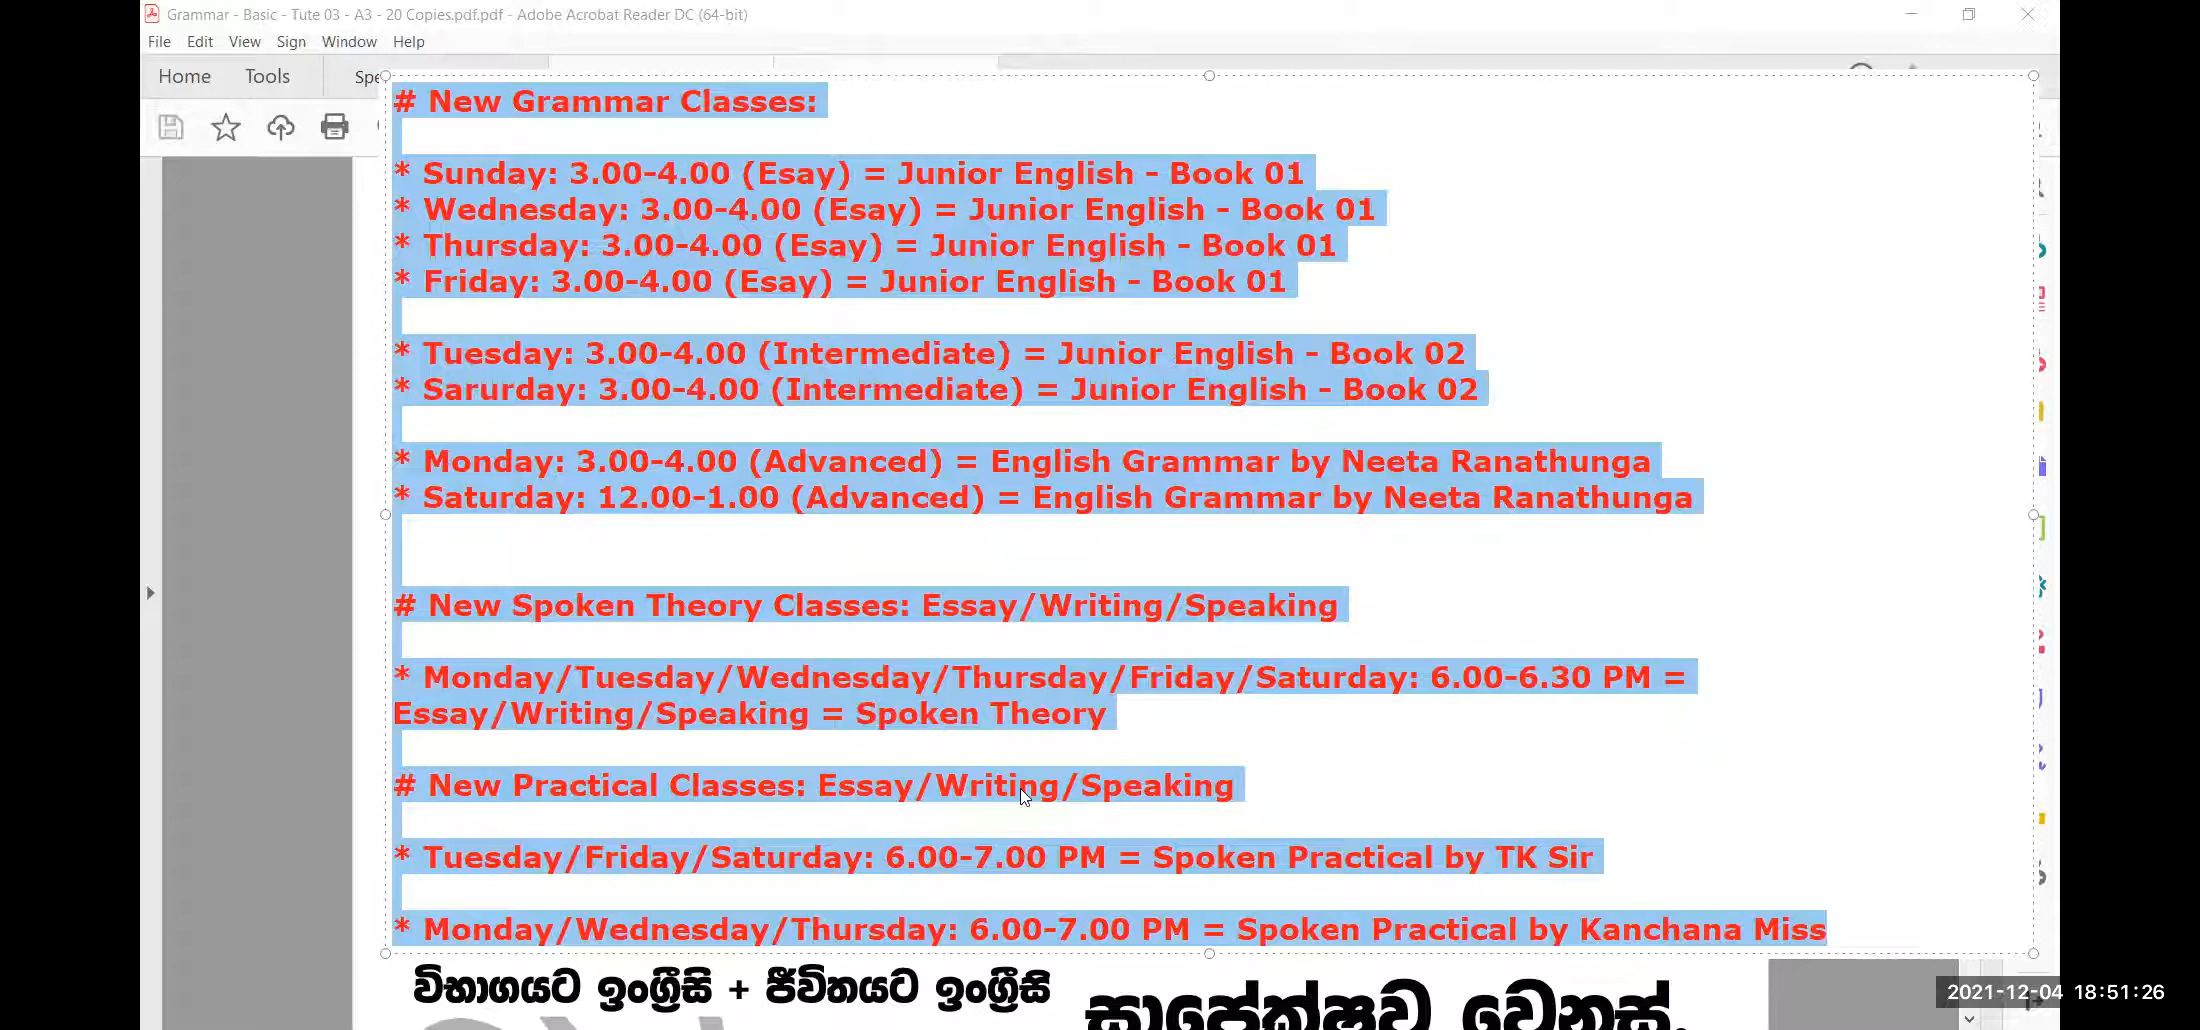 Grammar - Basic - Tute 03 - A3 - 20 Copies.pdf.pdf - Adobe Acrobat Reader DC (64-bit)
File Edit View Sign Window Help
Home Tools Spe
# New Grammar Classes:
* Sunday: 3.00-4.00 (Esay) = Junior English - Book 01
* Wednesday: 3.00-4.00 (Esay) = Junior English - Book 01
* Thursday: 3.00-4.00 (Esay) = Junior English - Book 01
* Friday: 3.00-4.00 (Esay) = Junior English - Book 01
* Tuesday: 3.00-4.00 (Intermediate) = Junior English - Book 02
* Sarurday: 3.00-4.00 (Intermediate) = Junior English - Book 02
* Monday: 3.00-4.00 (Advanced) = English Grammar by Neeta Ranathunga
* Saturday: 12.00-1.00 (Advanced) = English Grammar by Neeta Ranathunga
# New Spoken Theory Classes: Essay/Writing/Speaking
* Monday/Tuesday/Wednesday/Thursday/Friday/Saturday: 6.00-6.30 PM =
Essay/Writing/Speaking = Spoken Theory
# New Practical Classes: Essay/Writing/Speaking
* Tuesday/Friday/Saturday: 6.00-7.00 PM = Spoken Practical by TK Sir
* Monday/Wednesday/Thursday: 6.00-7.00 PM = Spoken Practical by Kanchana Miss
විභාගයට ඉංග්‍රීසි + ජීවිතයට ඉංග්‍රීසි
සාපේක්ෂව වෙනස්.
2021-12-04 18:51:26